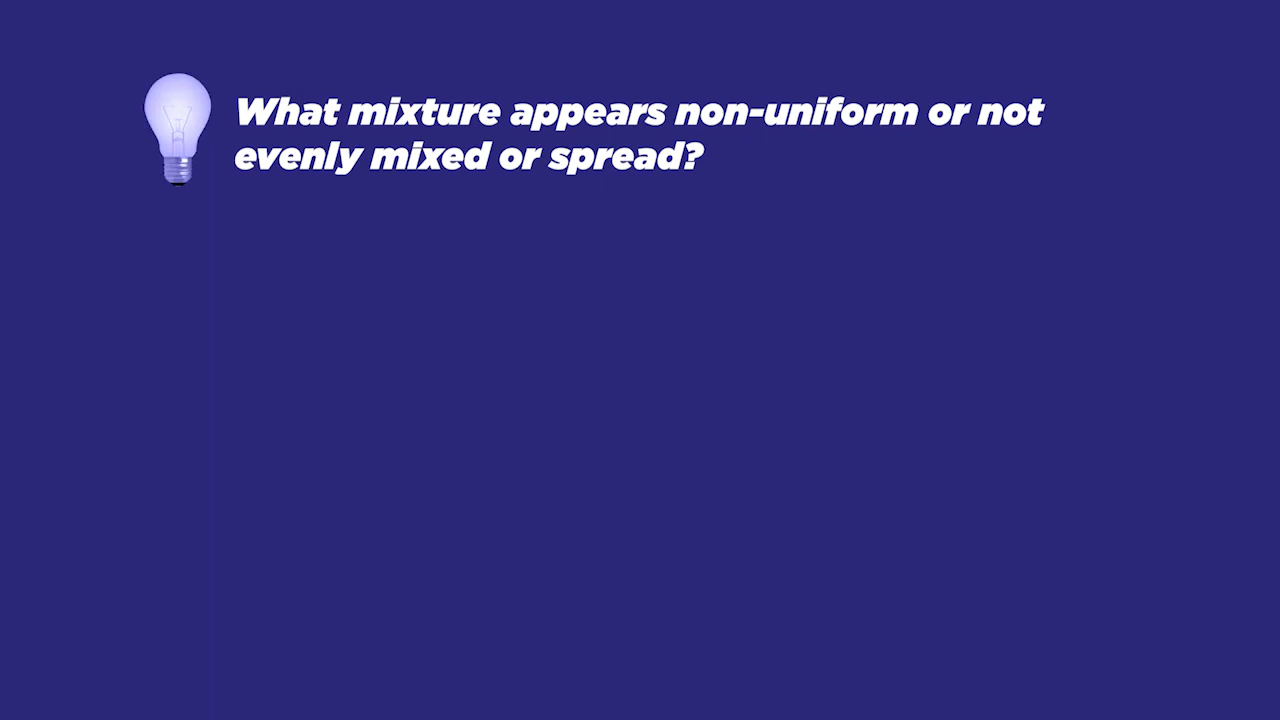 What mixture appears non-uniform or not
evenly mixed or spread?